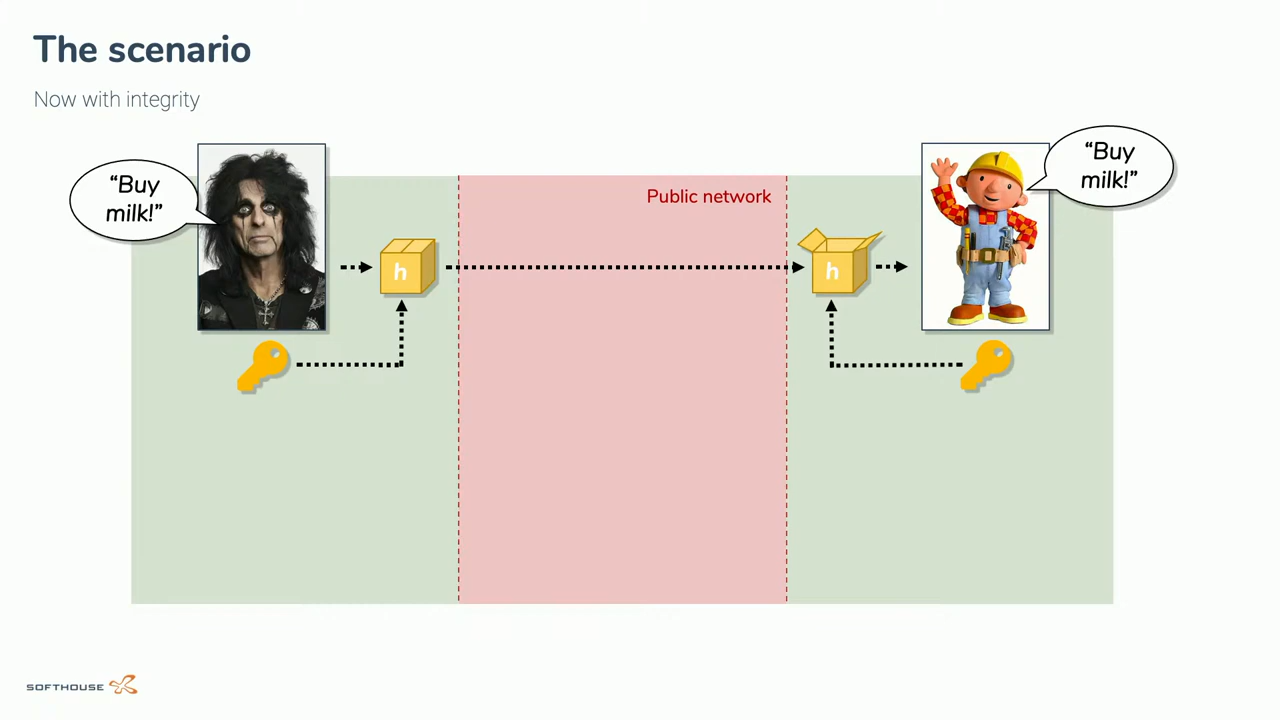 The scenario
Now with integrity
“Buy
milk!”
“Buy
milk!”
Public network
h
h
SOFTHOUSE